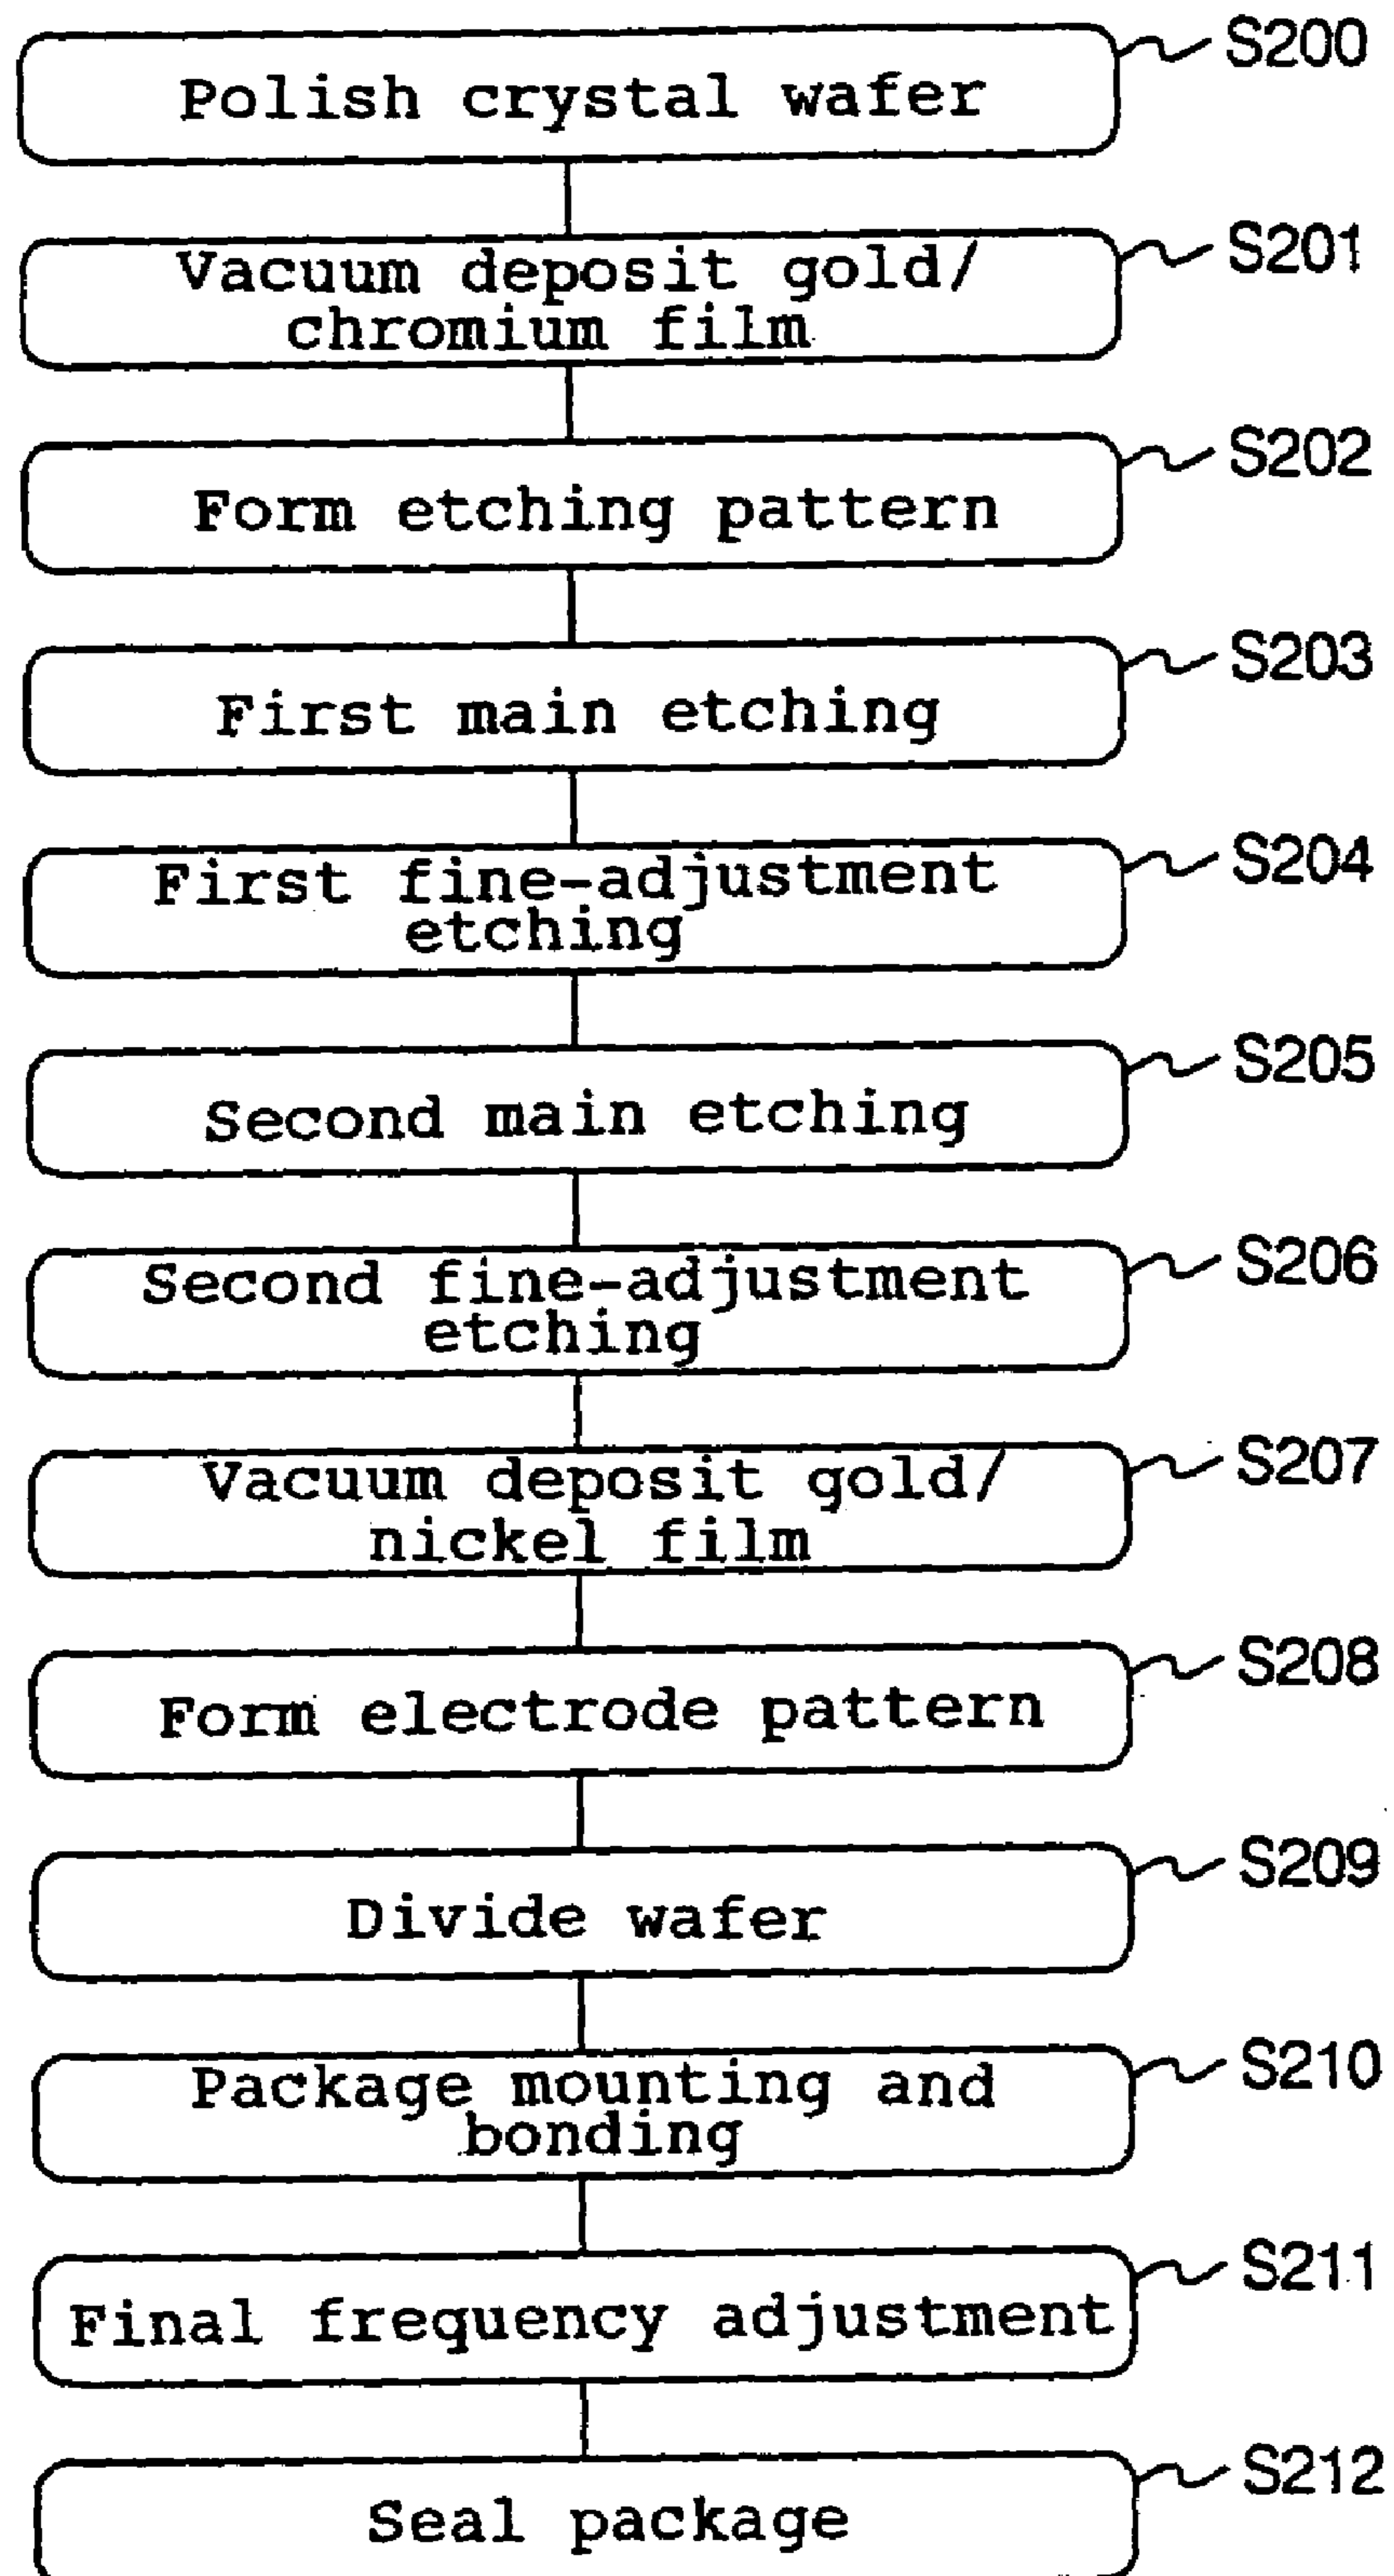 S200
Polish crystal wafer
S201
Vacuum deposit gold/
chromium film
S202
Form etching pattern
S203
First main etching
S204
First fine-adjustment
etching
S205
Second main etching
S206
Second fine-adjustment
etching
S207
Vacuum deposit gold/
nickel film
S208
Form electrode pattern
S209
Divide wafer
S210
Package mounting and
bonding
S211
Final frequency adjustment
S212
Seal package